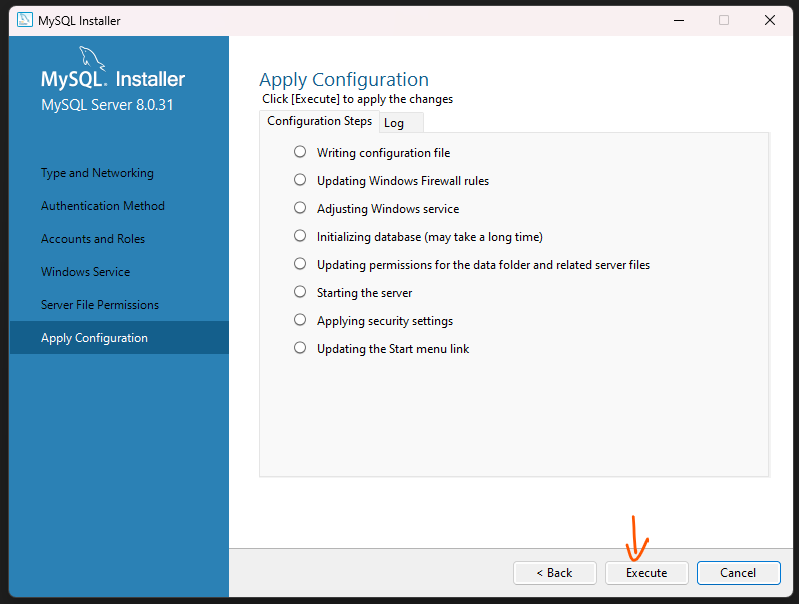 MySQL Installer
MySQL. Installer
MySQL Server 8.0.31
Type and Networking
Authentication Method
Accounts and Roles
Windows Service
Server File Permissions
Apply Configuration
Apply Configuration
Click [Execute] to apply the changes
Configuration Steps
Log
Writing configuration file
Updating Windows Firewall rules
Adjusting Windows service
Initializing database (may take a long time)
Updating permissions for the data folder and related server files
Starting the server
Applying security settings
Updating the Start menu link
< Back
Execute
Cancel